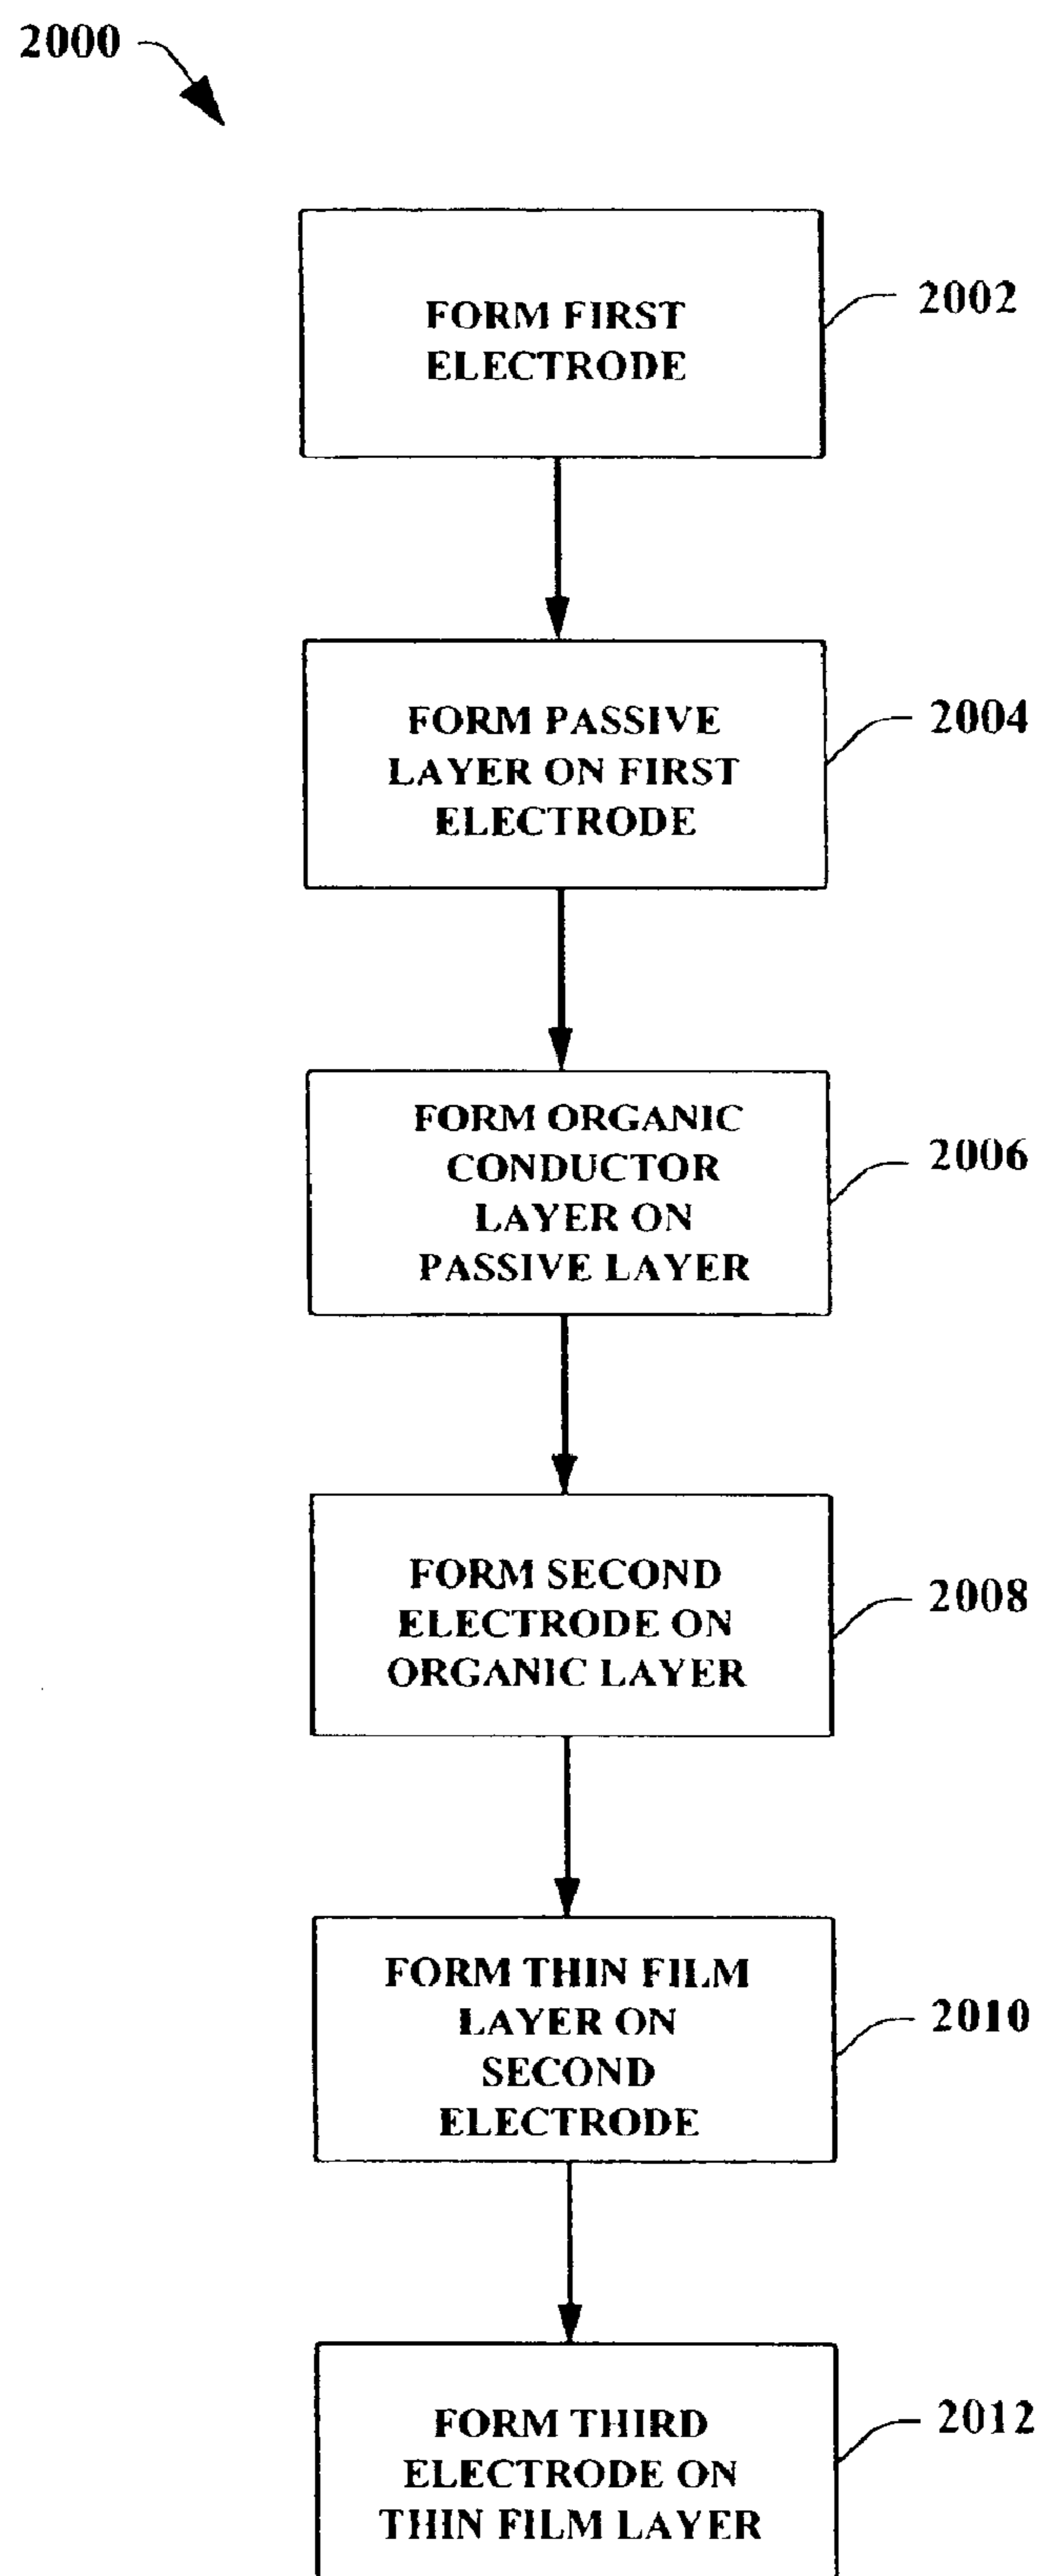 2000
FORM FIRST
ELECTRODE
2002
FORM PASSIVE
LAYER ON FIRST
ELECTRODE
2004
FORM ORGANIC
CONDUCTOR
LAYER ON
PASSIVE LAYER
2006
FORM SECOND
ELECTRODE ON
ORGANIC LAYER
2008
FORM THIN FILM
LAYER ON
SECOND
ELECTRODE
2010
FORM THIRD
ELECTRODE ON
THIN FILM LAYER
2012